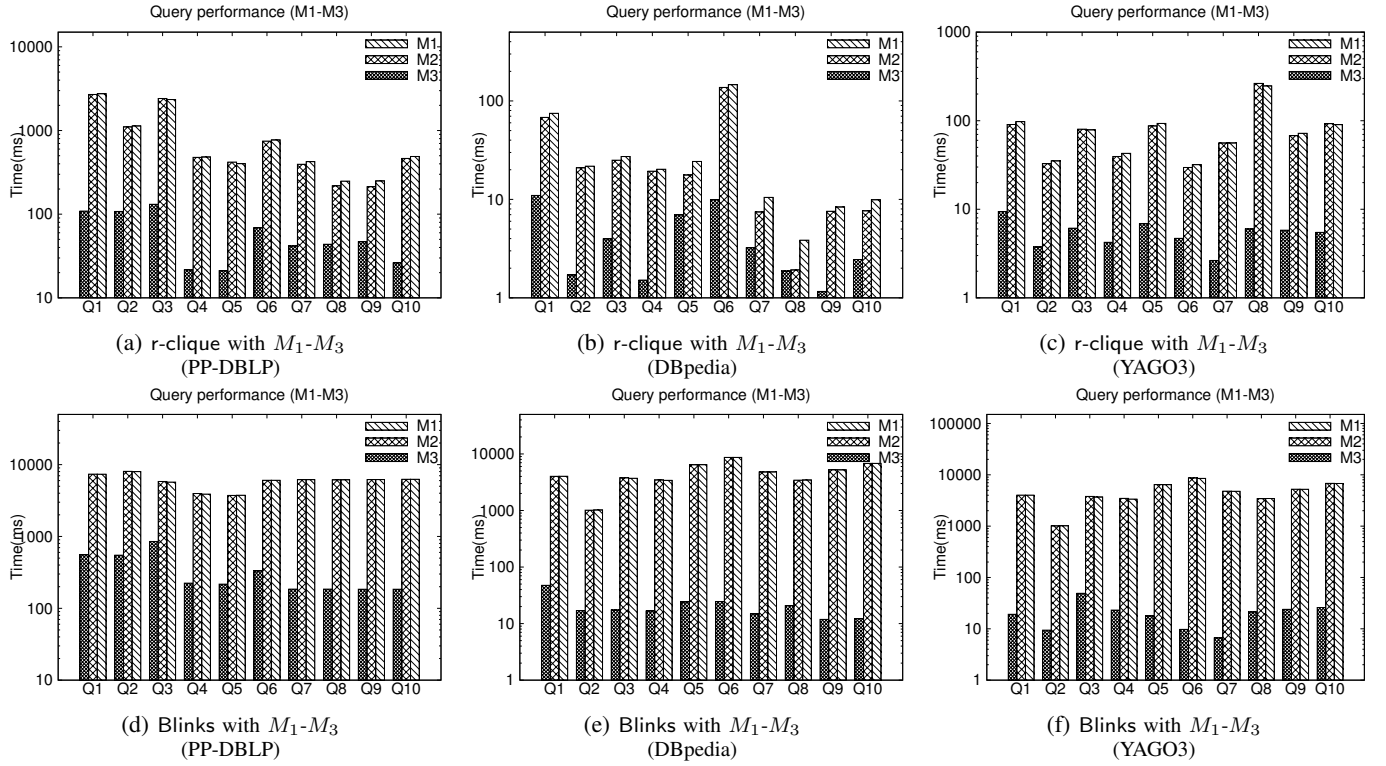 Query performance (M1-M3)
Time(ms)
10000
1000
100
10
M1
M2
M3
Q1 Q2 Q3 Q4 Q5 Q6 Q7 Q8 Q9 Q10
(a) r-clique with M1-M3
(PP-DBLP)
Query performance (M1-M3)
Time(ms)
100
10
1
M1
M2
M3
Q1 Q2 Q3 Q4 Q5 Q6 Q7 Q8 Q9 Q10
(b) r-clique with M1-M3
(DBpedia)
Query performance (M1-M3)
Time(ms)
1000
100
10
1
M1
M2
M3
Q1 Q2 Q3 Q4 Q5 Q6 Q7 Q8 Q9 Q10
(c) r-clique with M1-M3
(YAGO3)
Query performance (M1-M3)
Time(ms)
10000
1000
100
10
M1
M2
M3
Q1 Q2 Q3 Q4 Q5 Q6 Q7 Q8 Q9 Q10
(d) Blinks with M1-M3
(PP-DBLP)
Query performance (M1-M3)
Time(ms)
10000
1000
100
10
1
M1
M2
M3
Q1 Q2 Q3 Q4 Q5 Q6 Q7 Q8 Q9 Q10
(e) Blinks with M1-M3
(DBpedia)
Query performance (M1-M3)
Time(ms)
100000
10000
1000
100
10
1
M1
M2
M3
Q1 Q2 Q3 Q4 Q5 Q6 Q7 Q8 Q9 Q10
(f) Blinks with M1-M3
(YAGO3)